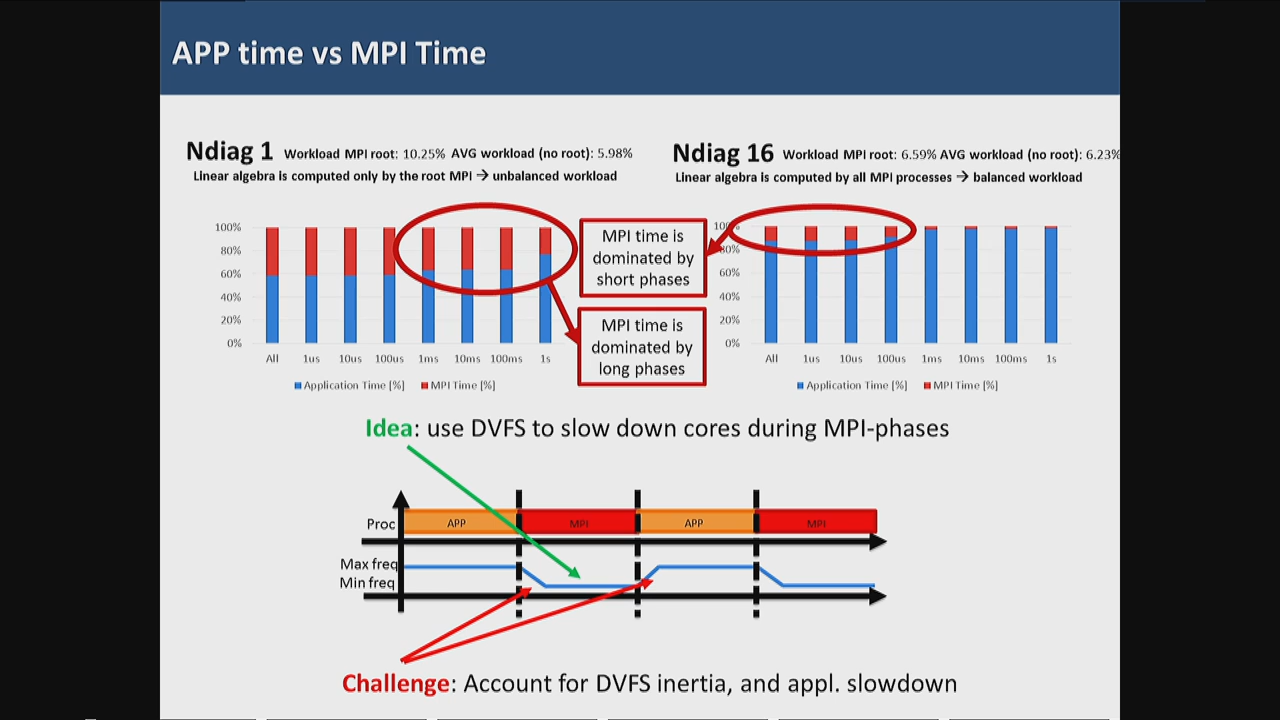 APP time vs MPI Time
Ndiag 1 Workload MPI root: 10.25% AVG workload (no root): 5.98%
Linear algebra is computed only by the root MPI → unbalanced workload
Ndiag 16 Workload MPI root: 6.59% AVG workload (no root): 6.23%
Linear algebra is computed by all MPI processes → balanced workload
100%
80%
60%
40%
20%
0%
All 1us 10us 100us 1ms 10ms 100ms 1s
Application Time [%] MPI Time [%]
MPI time is
dominated by
short phases
MPI time is
dominated by
long phases
100%
80%
60%
40%
20%
0%
All 1us 10us 100us 1ms 10ms 100ms 1s
Application Time [%] MPI Time [%]
Idea: use DVFS to slow down cores during MPI-phases
Proc APP MPI APP MPI
Max freq
Min freq
Challenge: Account for DVFS inertia, and appl. slowdown